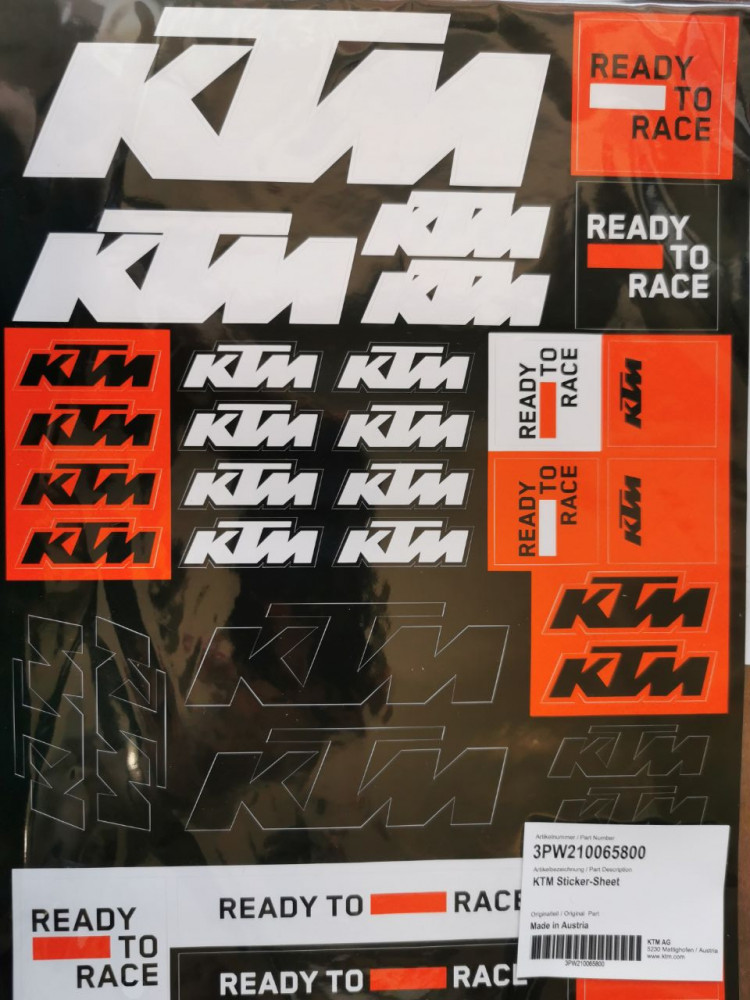 KTM
READY
TO
RACE
KTM
KTM
KTM
READY
TO
RACE
KTM
KTM
KTM
READY
TO
RACE
KTM
KTM
KTM
KTM
KTM
KTM
KTM
READY
TO
RACE
KTM
KTM
KTM
KTM
KTM
KTM
KTM
KTM
KTM
KTM
KTM
KTM
Artikelnummer / Part Number
3PW210065800
Artikelbezeichnung / Part Description
KTM Sticker-Sheet
Originalteil / Original Part
Made in Austria
KTM AG
5230 Mattighofen / Austria
www.ktm.com
3PW210065800
READY
TO
RACE
READY TO RACE
READY TO RACE